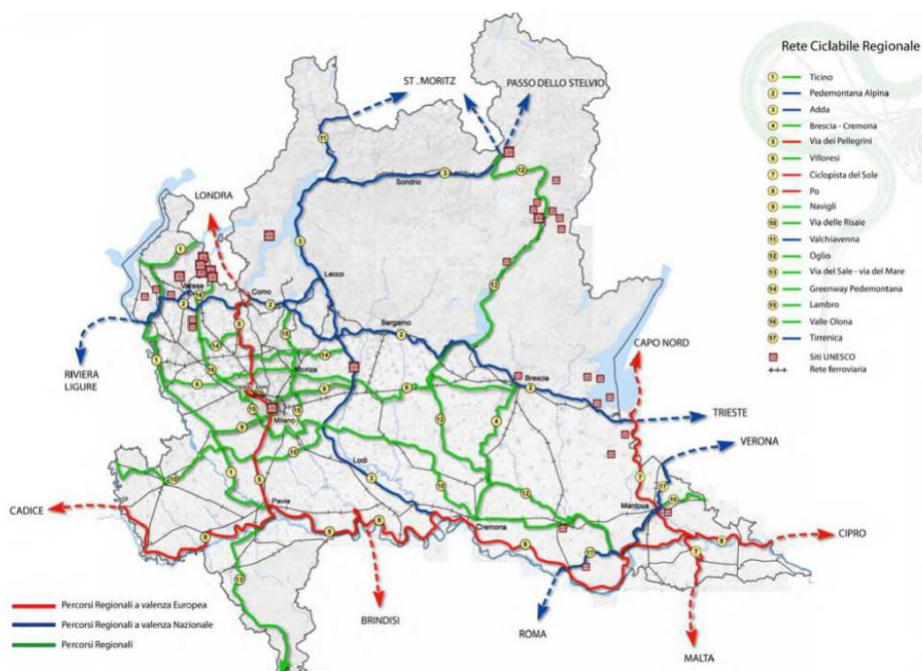 Rete Ciclabile Regionale
1 Ticino
2 Pedemontana Alpina
3 Adda
4 Brescia - Cremona
5 Via dei Pellegrini
6 Villoresi
7 Ciclopista del Sole
8 Po
9 Navigli
10 Via delle Risaie
11 Valchiavenna
12 Oglio
13 Via del Sale - via del Mare
14 Greenway Pedemontana
15 Lambro
16 Valle Olona
17 Tirrenica
Siti UNESCO
Rete ferroviaria
ST. MORITZ
PASSO DELLO STELVIO
LONDRA
Sondrio
Lecco
Varese
Como
Bergamo
CAPO NORD
RIVIERA
LIGURE
Monza
Brescia
TRIESTE
Milano
VERONA
Lodi
CADICE
Pavia
Cremona
Mantova
CIPRO
BRINDISI
ROMA
MALTA
Percorsi Regionali a valenza Europea
Percorsi Regionali a valenza Nazionale
Percorsi Regionali